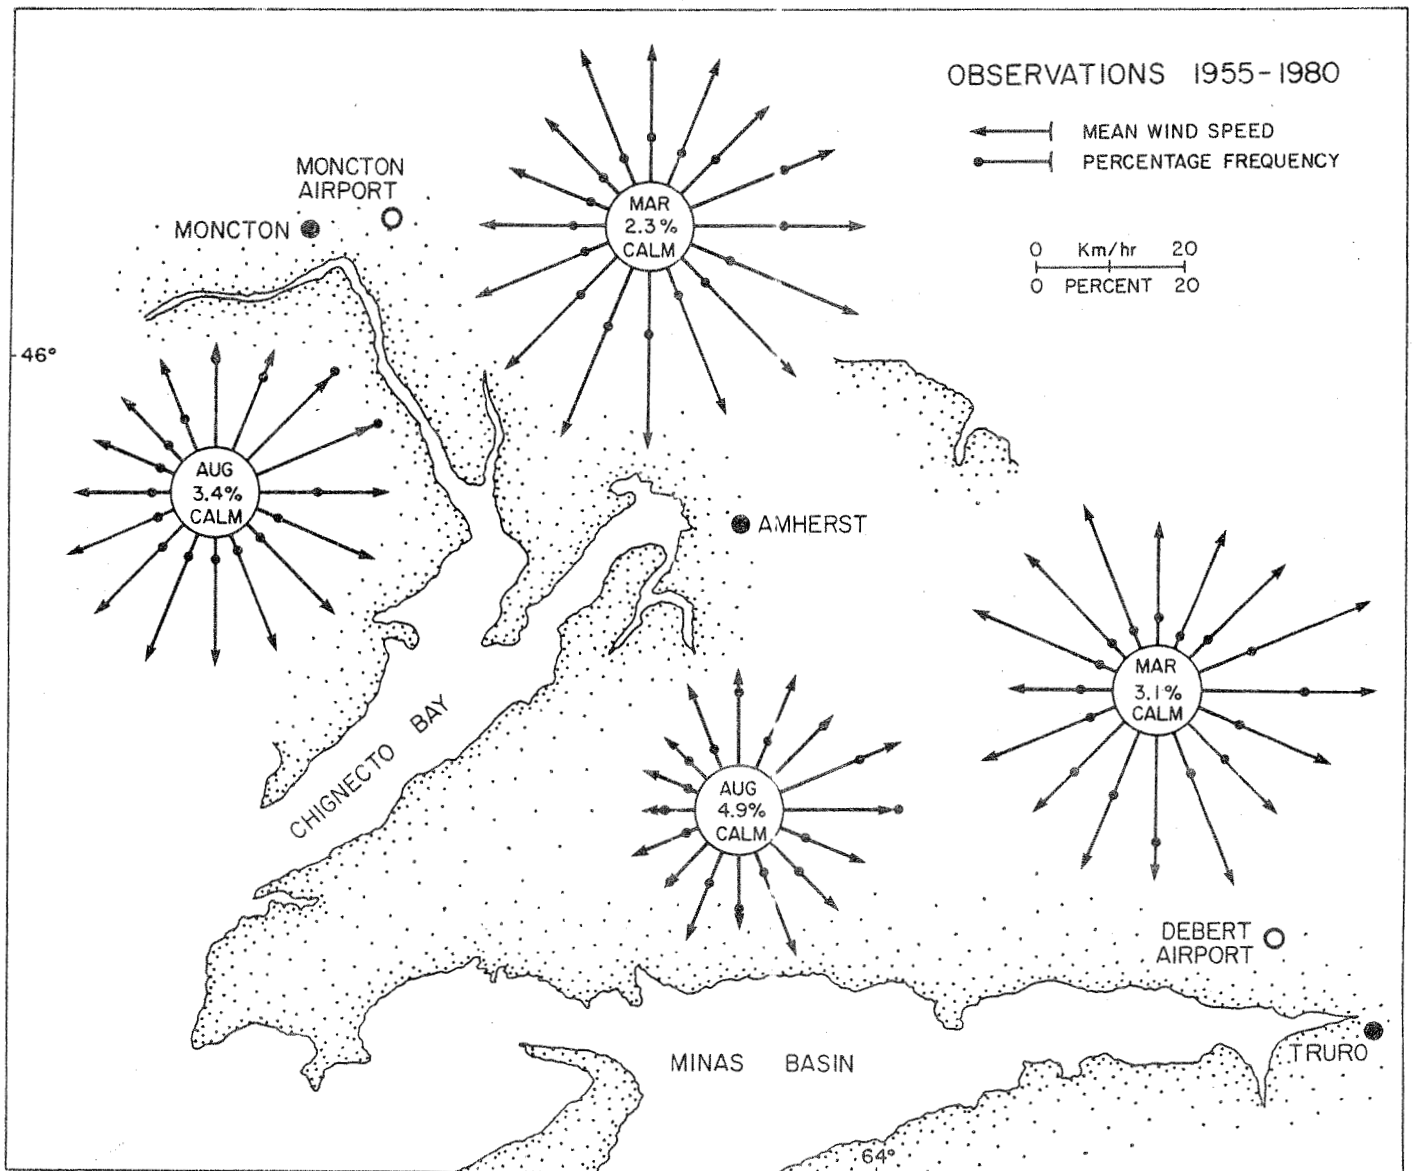 OBSERVATIONS 1955-1980
MEAN WIND SPEED
PERCENTAGE FREQUENCY
0 Km/hr 20
0 PERCENT 20
MONCTON
AIRPORT
MONCTON
MAR
2.3%
CALM
46°
AUG
3.4%
CALM
AMHERST
CHIGNECTO BAY
MAR
3.1%
CALM
AUG
4.9%
CALM
DEBERT
AIRPORT
TRURO
MINAS BASIN
64°